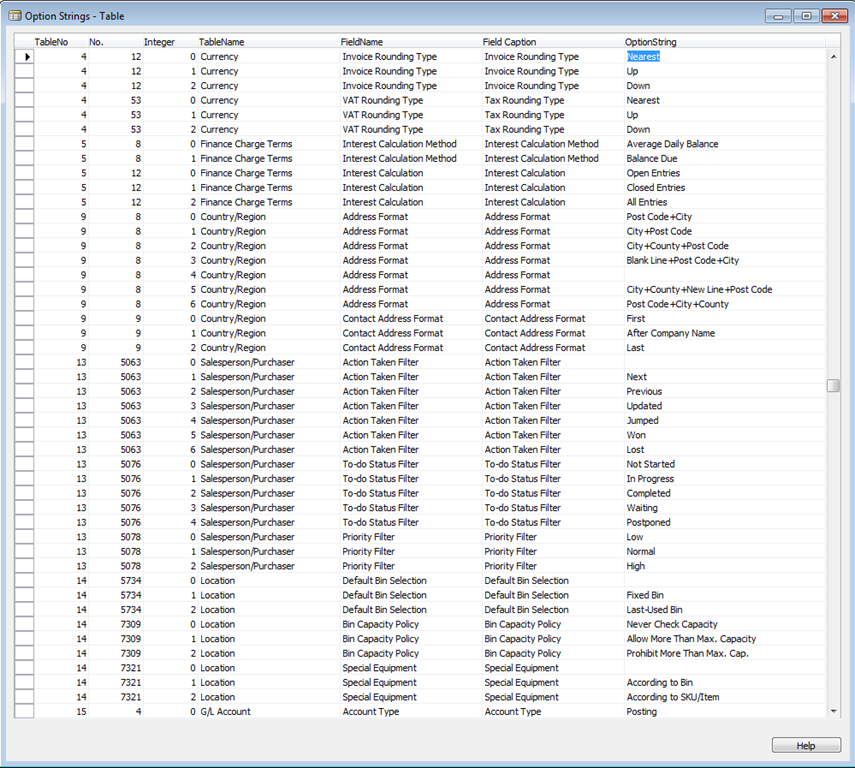 Option Strings - Table
TableNo No. Integer TableName FieldName Field Caption OptionString
4 12 0 Currency Invoice Rounding Type Invoice Rounding Type Nearest
4 12 1 Currency Invoice Rounding Type Invoice Rounding Type Up
4 12 2 Currency Invoice Rounding Type Invoice Rounding Type Down
4 53 0 Currency VAT Rounding Type Tax Rounding Type Nearest
4 53 1 Currency VAT Rounding Type Tax Rounding Type Up
4 53 2 Currency VAT Rounding Type Tax Rounding Type Down
5 8 0 Finance Charge Terms Interest Calculation Method Interest Calculation Method Average Daily Balance
5 8 1 Finance Charge Terms Interest Calculation Method Interest Calculation Method Balance Due
5 12 0 Finance Charge Terms Interest Calculation Interest Calculation Open Entries
5 12 1 Finance Charge Terms Interest Calculation Interest Calculation Closed Entries
5 12 2 Finance Charge Terms Interest Calculation Interest Calculation All Entries
9 8 0 Country/Region Address Format Address Format Post Code+City
9 8 1 Country/Region Address Format Address Format City+Post Code
9 8 2 Country/Region Address Format Address Format City+County+Post Code
9 8 3 Country/Region Address Format Address Format Blank Line+Post Code+City
9 8 4 Country/Region Address Format Address Format
9 8 5 Country/Region Address Format Address Format City+County+New Line+Post Code
9 8 6 Country/Region Address Format Address Format Post Code+City+County
9 9 0 Country/Region Contact Address Format Contact Address Format First
9 9 1 Country/Region Contact Address Format Contact Address Format After Company Name
9 9 2 Country/Region Contact Address Format Contact Address Format Last
13 5063 0 Salesperson/Purchaser Action Taken Filter Action Taken Filter
13 5063 1 Salesperson/Purchaser Action Taken Filter Action Taken Filter Next
13 5063 2 Salesperson/Purchaser Action Taken Filter Action Taken Filter Previous
13 5063 3 Salesperson/Purchaser Action Taken Filter Action Taken Filter Updated
13 5063 4 Salesperson/Purchaser Action Taken Filter Action Taken Filter Jumped
13 5063 5 Salesperson/Purchaser Action Taken Filter Action Taken Filter Won
13 5063 6 Salesperson/Purchaser Action Taken Filter Action Taken Filter Lost
13 5076 0 Salesperson/Purchaser To-do Status Filter To-do Status Filter Not Started
13 5076 1 Salesperson/Purchaser To-do Status Filter To-do Status Filter In Progress
13 5076 2 Salesperson/Purchaser To-do Status Filter To-do Status Filter Completed
13 5076 3 Salesperson/Purchaser To-do Status Filter To-do Status Filter Waiting
13 5076 4 Salesperson/Purchaser To-do Status Filter To-do Status Filter Postponed
13 5078 0 Salesperson/Purchaser Priority Filter Priority Filter Low
13 5078 1 Salesperson/Purchaser Priority Filter Priority Filter Normal
13 5078 2 Salesperson/Purchaser Priority Filter Priority Filter High
14 5734 0 Location Default Bin Selection Default Bin Selection
14 5734 1 Location Default Bin Selection Default Bin Selection Fixed Bin
14 5734 2 Location Default Bin Selection Default Bin Selection Last-Used Bin
14 7309 0 Location Bin Capacity Policy Bin Capacity Policy Never Check Capacity
14 7309 1 Location Bin Capacity Policy Bin Capacity Policy Allow More Than Max. Capacity
14 7309 2 Location Bin Capacity Policy Bin Capacity Policy Prohibit More Than Max. Cap.
14 7321 0 Location Special Equipment Special Equipment
14 7321 1 Location Special Equipment Special Equipment According to Bin
14 7321 2 Location Special Equipment Special Equipment According to SKU/Item
15 4 0 G/L Account Account Type Account Type Posting
Help